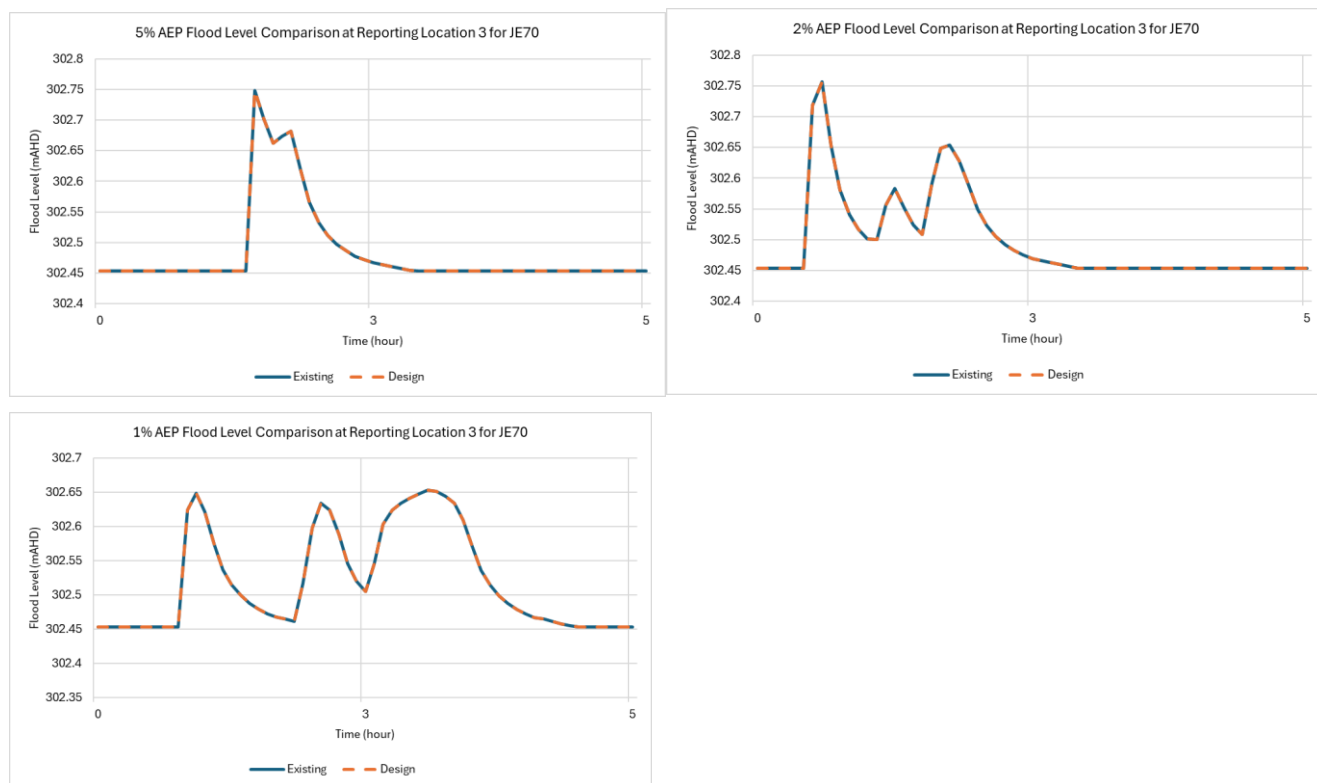 5% AEP Flood Level Comparison at Reporting Location 3 for JE70
302.8
302.75
302.7
302.65
302.6
302.55
302.5
302.45
302.4
Flood Level (mAHD)
0
3
5
Time (hour)
Existing
Design
2% AEP Flood Level Comparison at Reporting Location 3 for JE70
302.8
302.75
302.7
302.65
302.6
302.55
302.5
302.45
302.4
Flood Level (mAHD)
0
3
5
Time (hour)
Existing
Design
1% AEP Flood Level Comparison at Reporting Location 3 for JE70
302.7
302.65
302.6
302.55
302.5
302.45
302.4
302.35
Flood Level (mAHD)
0
3
5
Time (hour)
Existing
Design